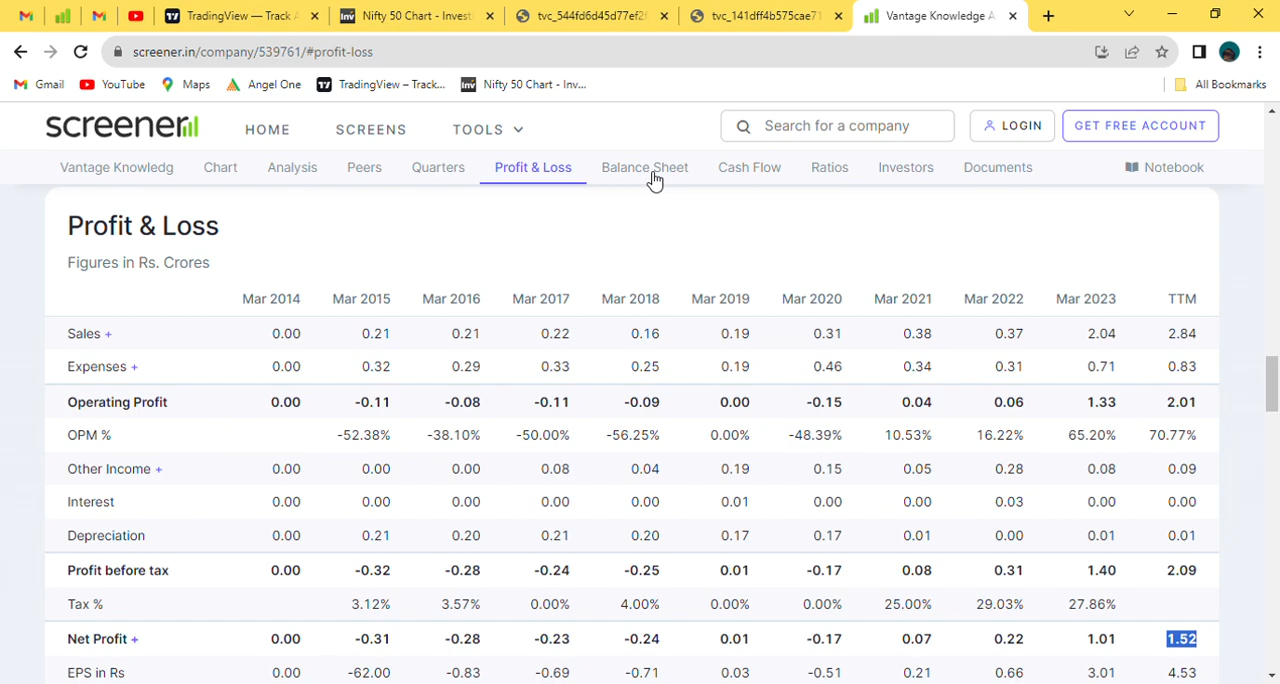 TradingView — Track A
Nifty 50 Chart - Investi
tvc_544fd6d45d77ef2f
tvc_141dff4b575cae71
Vantage Knowledge A
screener.in/company/539761/#profit-loss
Gmail YouTube Maps Angel One TradingView – Track... Nifty 50 Chart - Inv... All Bookmarks
screener HOME SCREENS TOOLS Search for a company LOGIN GET FREE ACCOUNT
Vantage Knowledg Chart Analysis Peers Quarters Profit & Loss Balance Sheet Cash Flow Ratios Investors Documents Notebook
Profit & Loss
Figures in Rs. Crores
Mar 2014 Mar 2015 Mar 2016 Mar 2017 Mar 2018 Mar 2019 Mar 2020 Mar 2021 Mar 2022 Mar 2023 TTM
Sales + 0.00 0.21 0.21 0.22 0.16 0.19 0.31 0.38 0.37 2.04 2.84
Expenses + 0.00 0.32 0.29 0.33 0.25 0.19 0.46 0.34 0.31 0.71 0.83
Operating Profit 0.00 -0.11 -0.08 -0.11 -0.09 0.00 -0.15 0.04 0.06 1.33 2.01
OPM % -52.38% -38.10% -50.00% -56.25% 0.00% -48.39% 10.53% 16.22% 65.20% 70.77%
Other Income + 0.00 0.00 0.00 0.08 0.04 0.19 0.15 0.05 0.28 0.08 0.09
Interest 0.00 0.00 0.00 0.00 0.00 0.01 0.00 0.00 0.03 0.00 0.00
Depreciation 0.00 0.21 0.20 0.21 0.20 0.17 0.17 0.01 0.00 0.01 0.01
Profit before tax 0.00 -0.32 -0.28 -0.24 -0.25 0.01 -0.17 0.08 0.31 1.40 2.09
Tax % 3.12% 3.57% 0.00% 4.00% 0.00% 0.00% 25.00% 29.03% 27.86%
Net Profit + 0.00 -0.31 -0.28 -0.23 -0.24 0.01 -0.17 0.07 0.22 1.01 1.52
EPS in Rs 0.00 -62.00 -0.83 -0.69 -0.71 0.03 -0.51 0.21 0.66 3.01 4.53